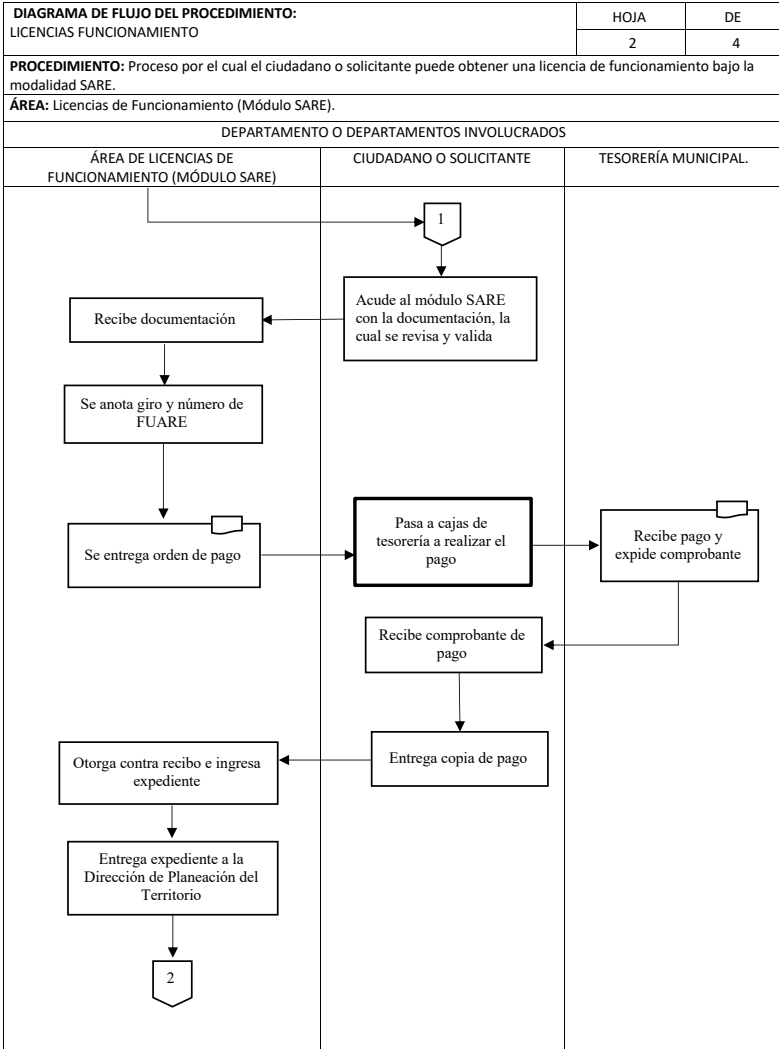 DIAGRAMA DE FLUJO DEL PROCEDIMIENTO:
LICENCIAS FUNCIONAMIENTO
HOJA
DE
2
4
PROCEDIMIENTO: Proceso por el cual el ciudadano o solicitante puede obtener una licencia de funcionamiento bajo la
modalidad SARE.
ÁREA: Licencias de Funcionamiento (Módulo SARE).
DEPARTAMENTO O DEPARTAMENTOS INVOLUCRADOS
ÁREA DE LICENCIAS DE
FUNCIONAMIENTO (MÓDULO SARE)
CIUDADANO O SOLICITANTE
TESORERÍA MUNICIPAL.
1
Acude al módulo SARE
con la documentación, la
cual se revisa y valida
Recibe documentación
Se anota giro y número de
FUARE
Se entrega orden de pago
Pasa a cajas de
tesorería a realizar el
pago
Recibe pago y
expide comprobante
Recibe comprobante de
pago
Entrega copia de pago
Otorga contra recibo e ingresa
expediente
Entrega expediente a la
Dirección de Planeación del
Territorio
2